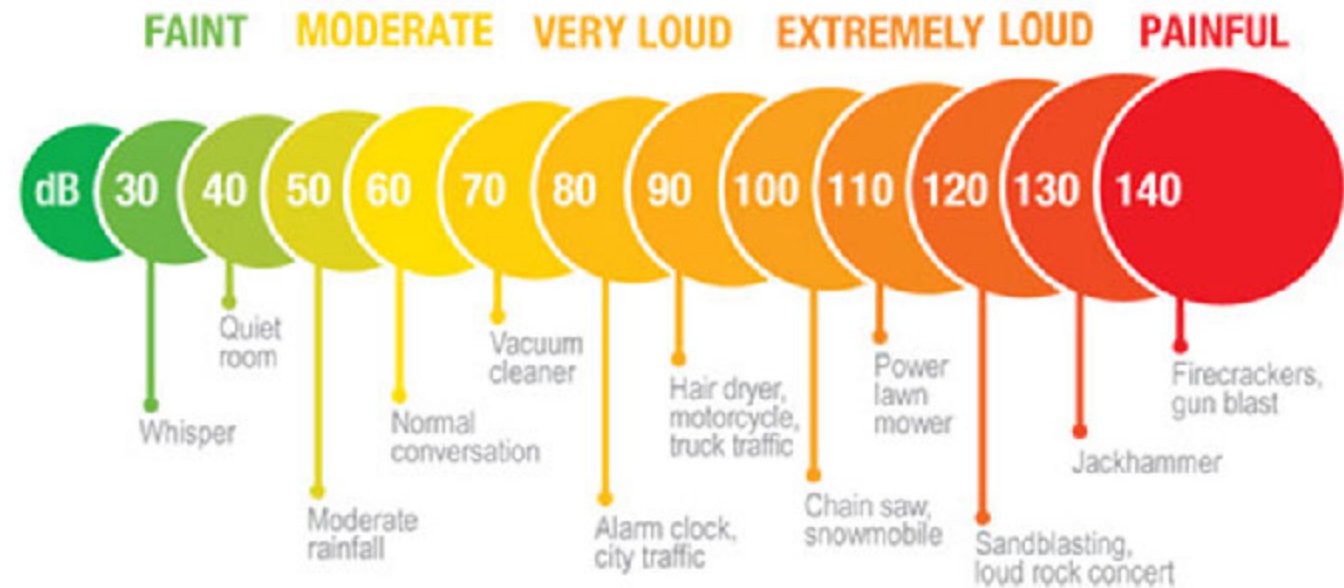 FAINT MODERATE VERY LOUD EXTREMELY LOUD PAINFUL
dB 30 40 50 60 70 80 90 100 110 120 130 140
Whisper
Quiet
room
Moderate
rainfall
Normal
conversation
Vacuum
cleaner
Alarm clock,
city traffic
Hair dryer,
motorcycle,
truck traffic
Chain saw,
snowmobile
Power
lawn
mower
Sandblasting,
loud rock concert
Jackhammer
Firecrackers,
gun blast